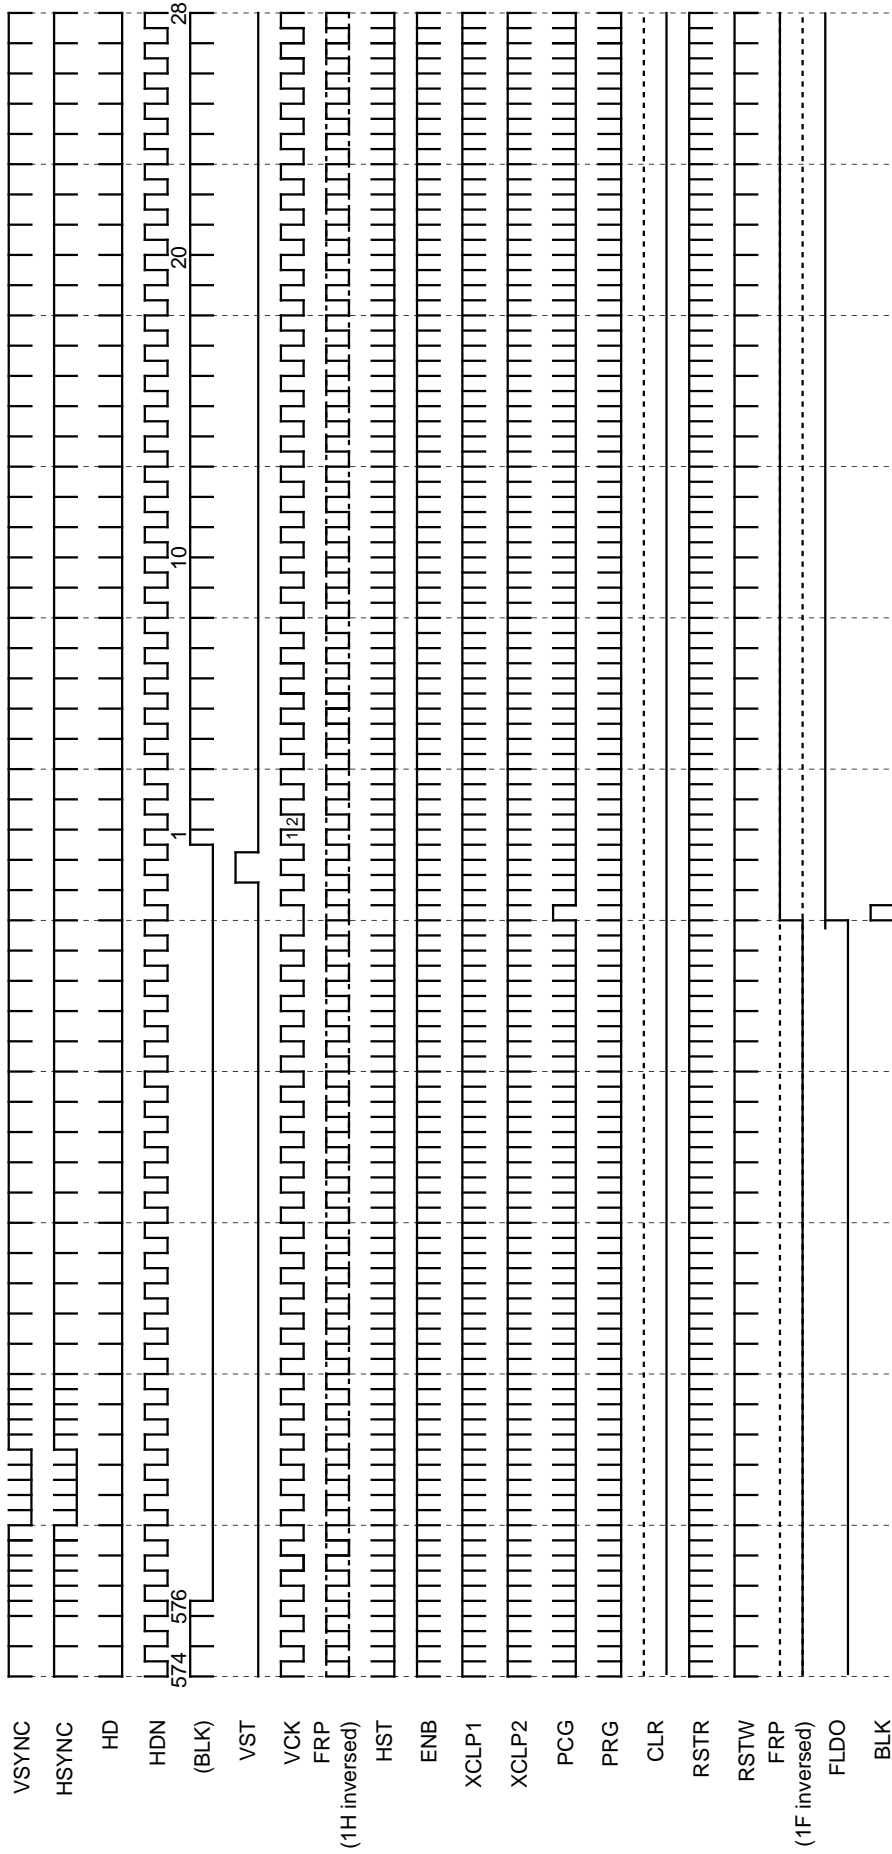 VSYNC
HSYNC
HD
HDN
(BLK)
574
576
1
10
20
28
VST
VCK
1 2
FRP
(1H inversed)
HST
ENB
XCLP1
XCLP2
PCG
PRG
CLR
RSTR
RSTW
FRP
(1F inversed)
FLDO
BLK